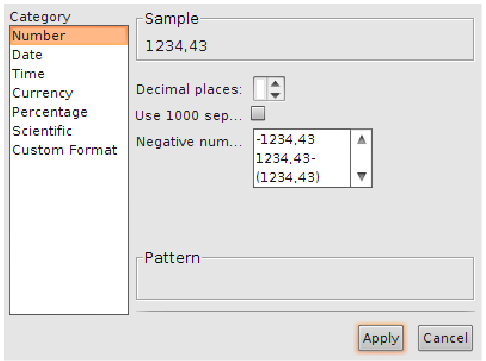 Category
Number
Date
Time
Currency
Percentage
Scientific
Custom Format
Sample
1234,43
Decimal places:
Use 1000 sep...
Negative num...
-1234,43
1234,43-
(1234,43)
Pattern
Apply
Cancel